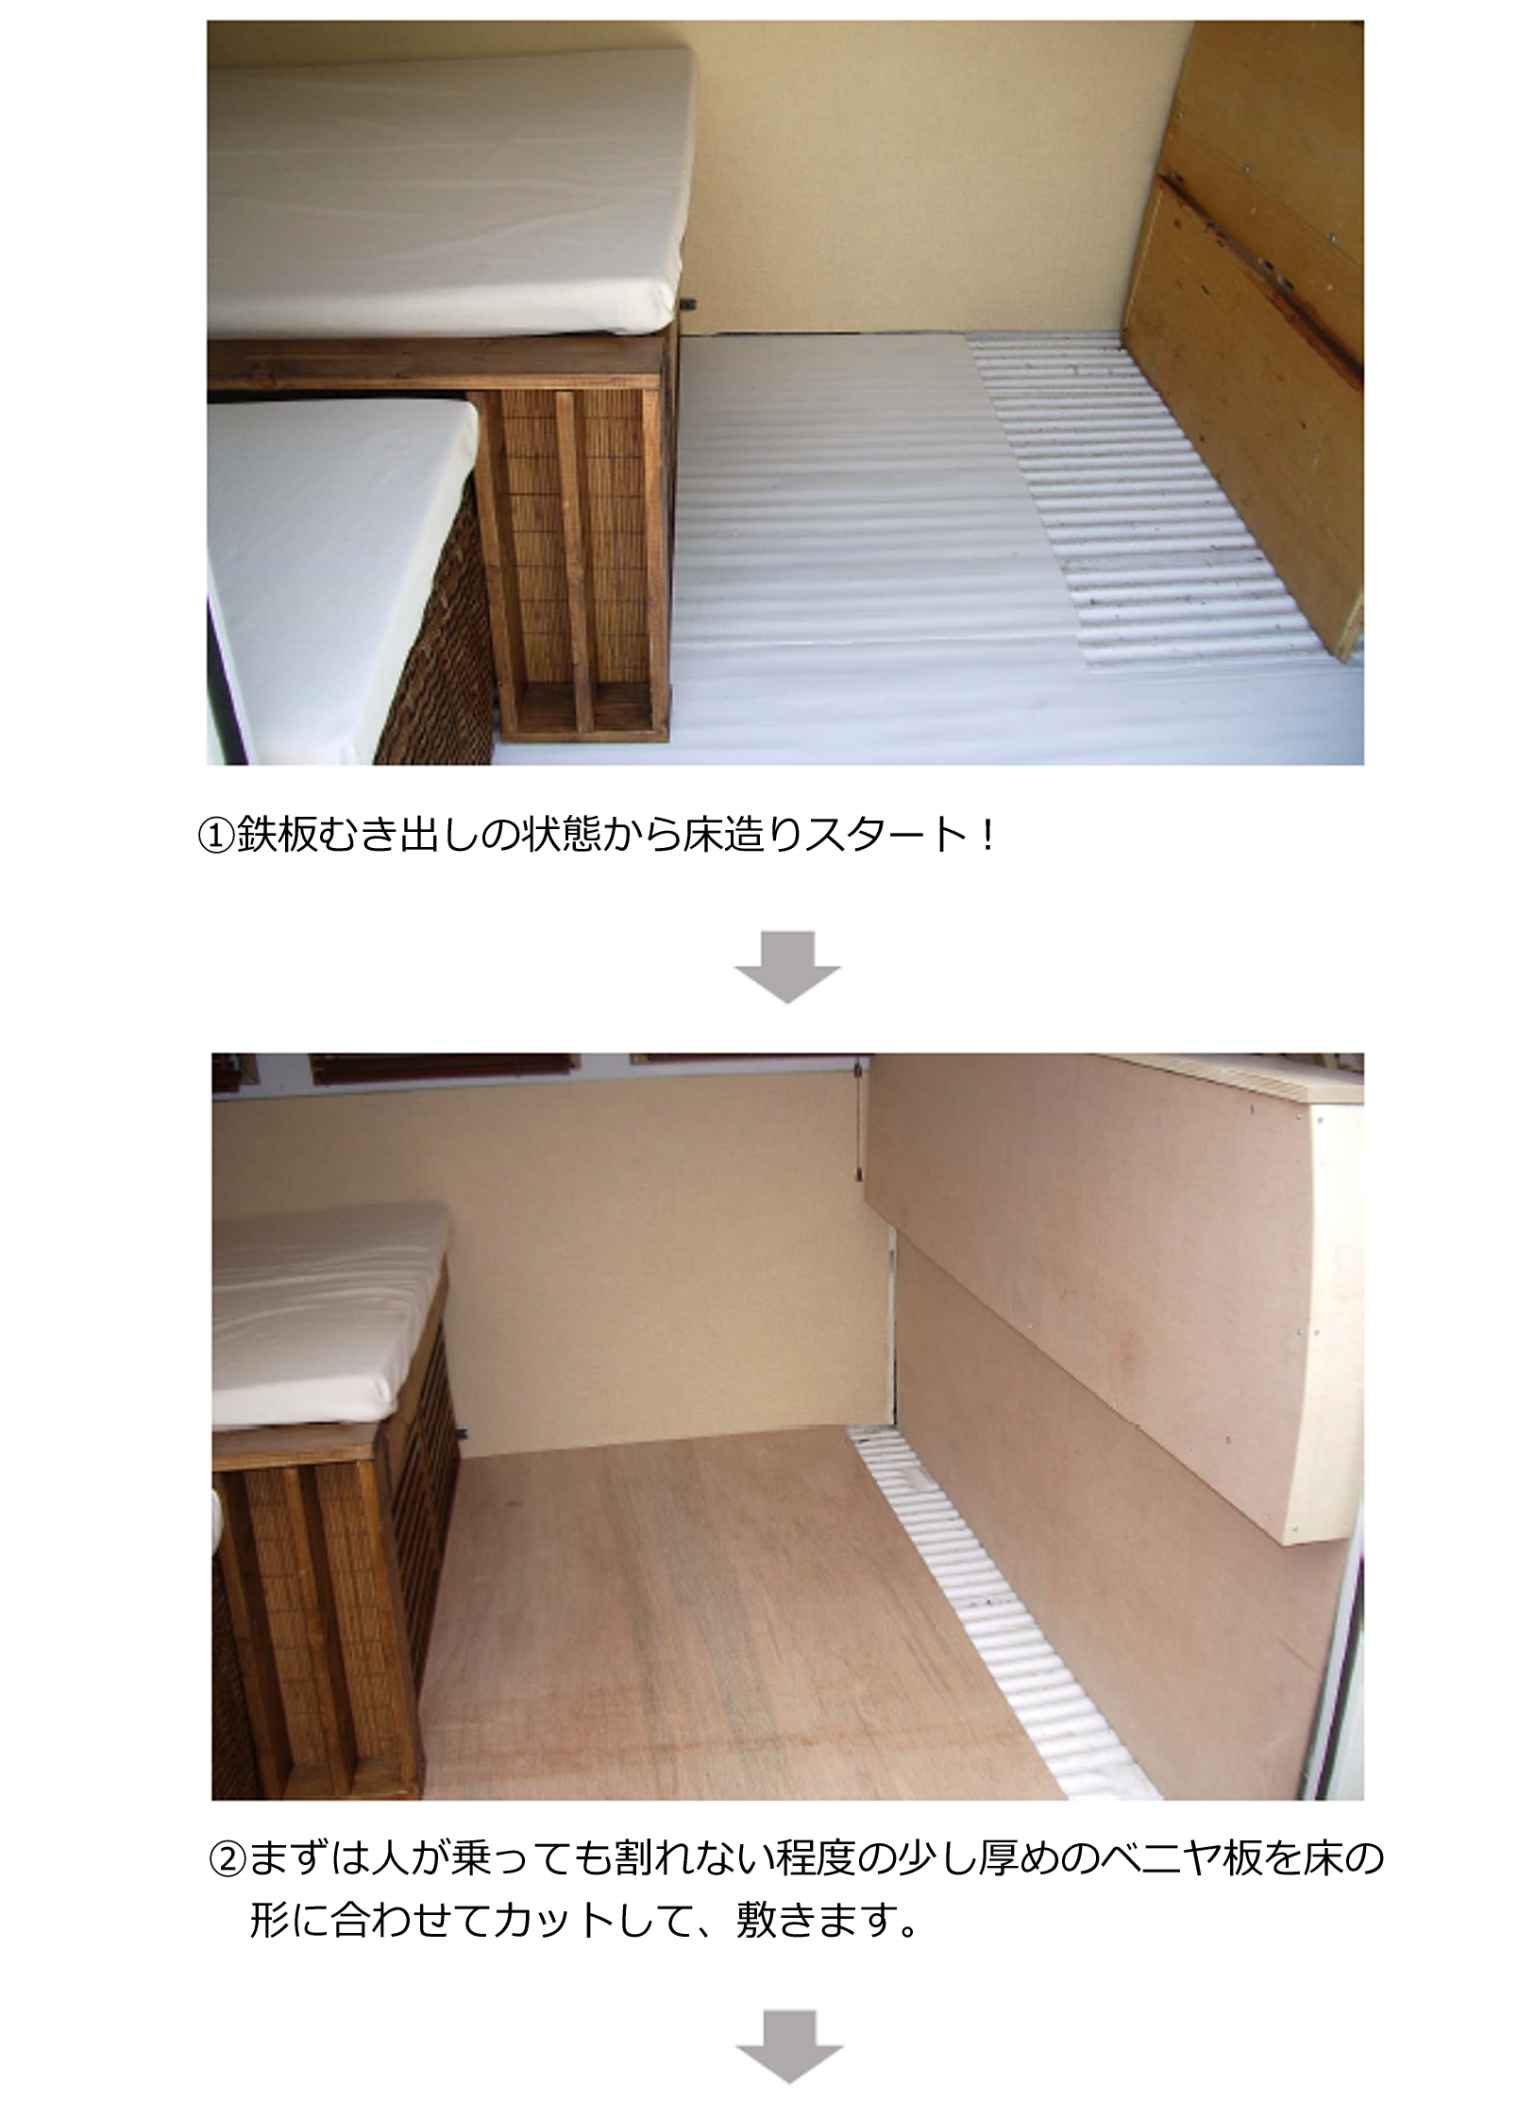 ①鉄板むき出しの状態から床造りスタート！
②まずは人が乗っても割れない程度の少し厚めのベニヤ板を床の
形に合わせてカットして、敷きます。